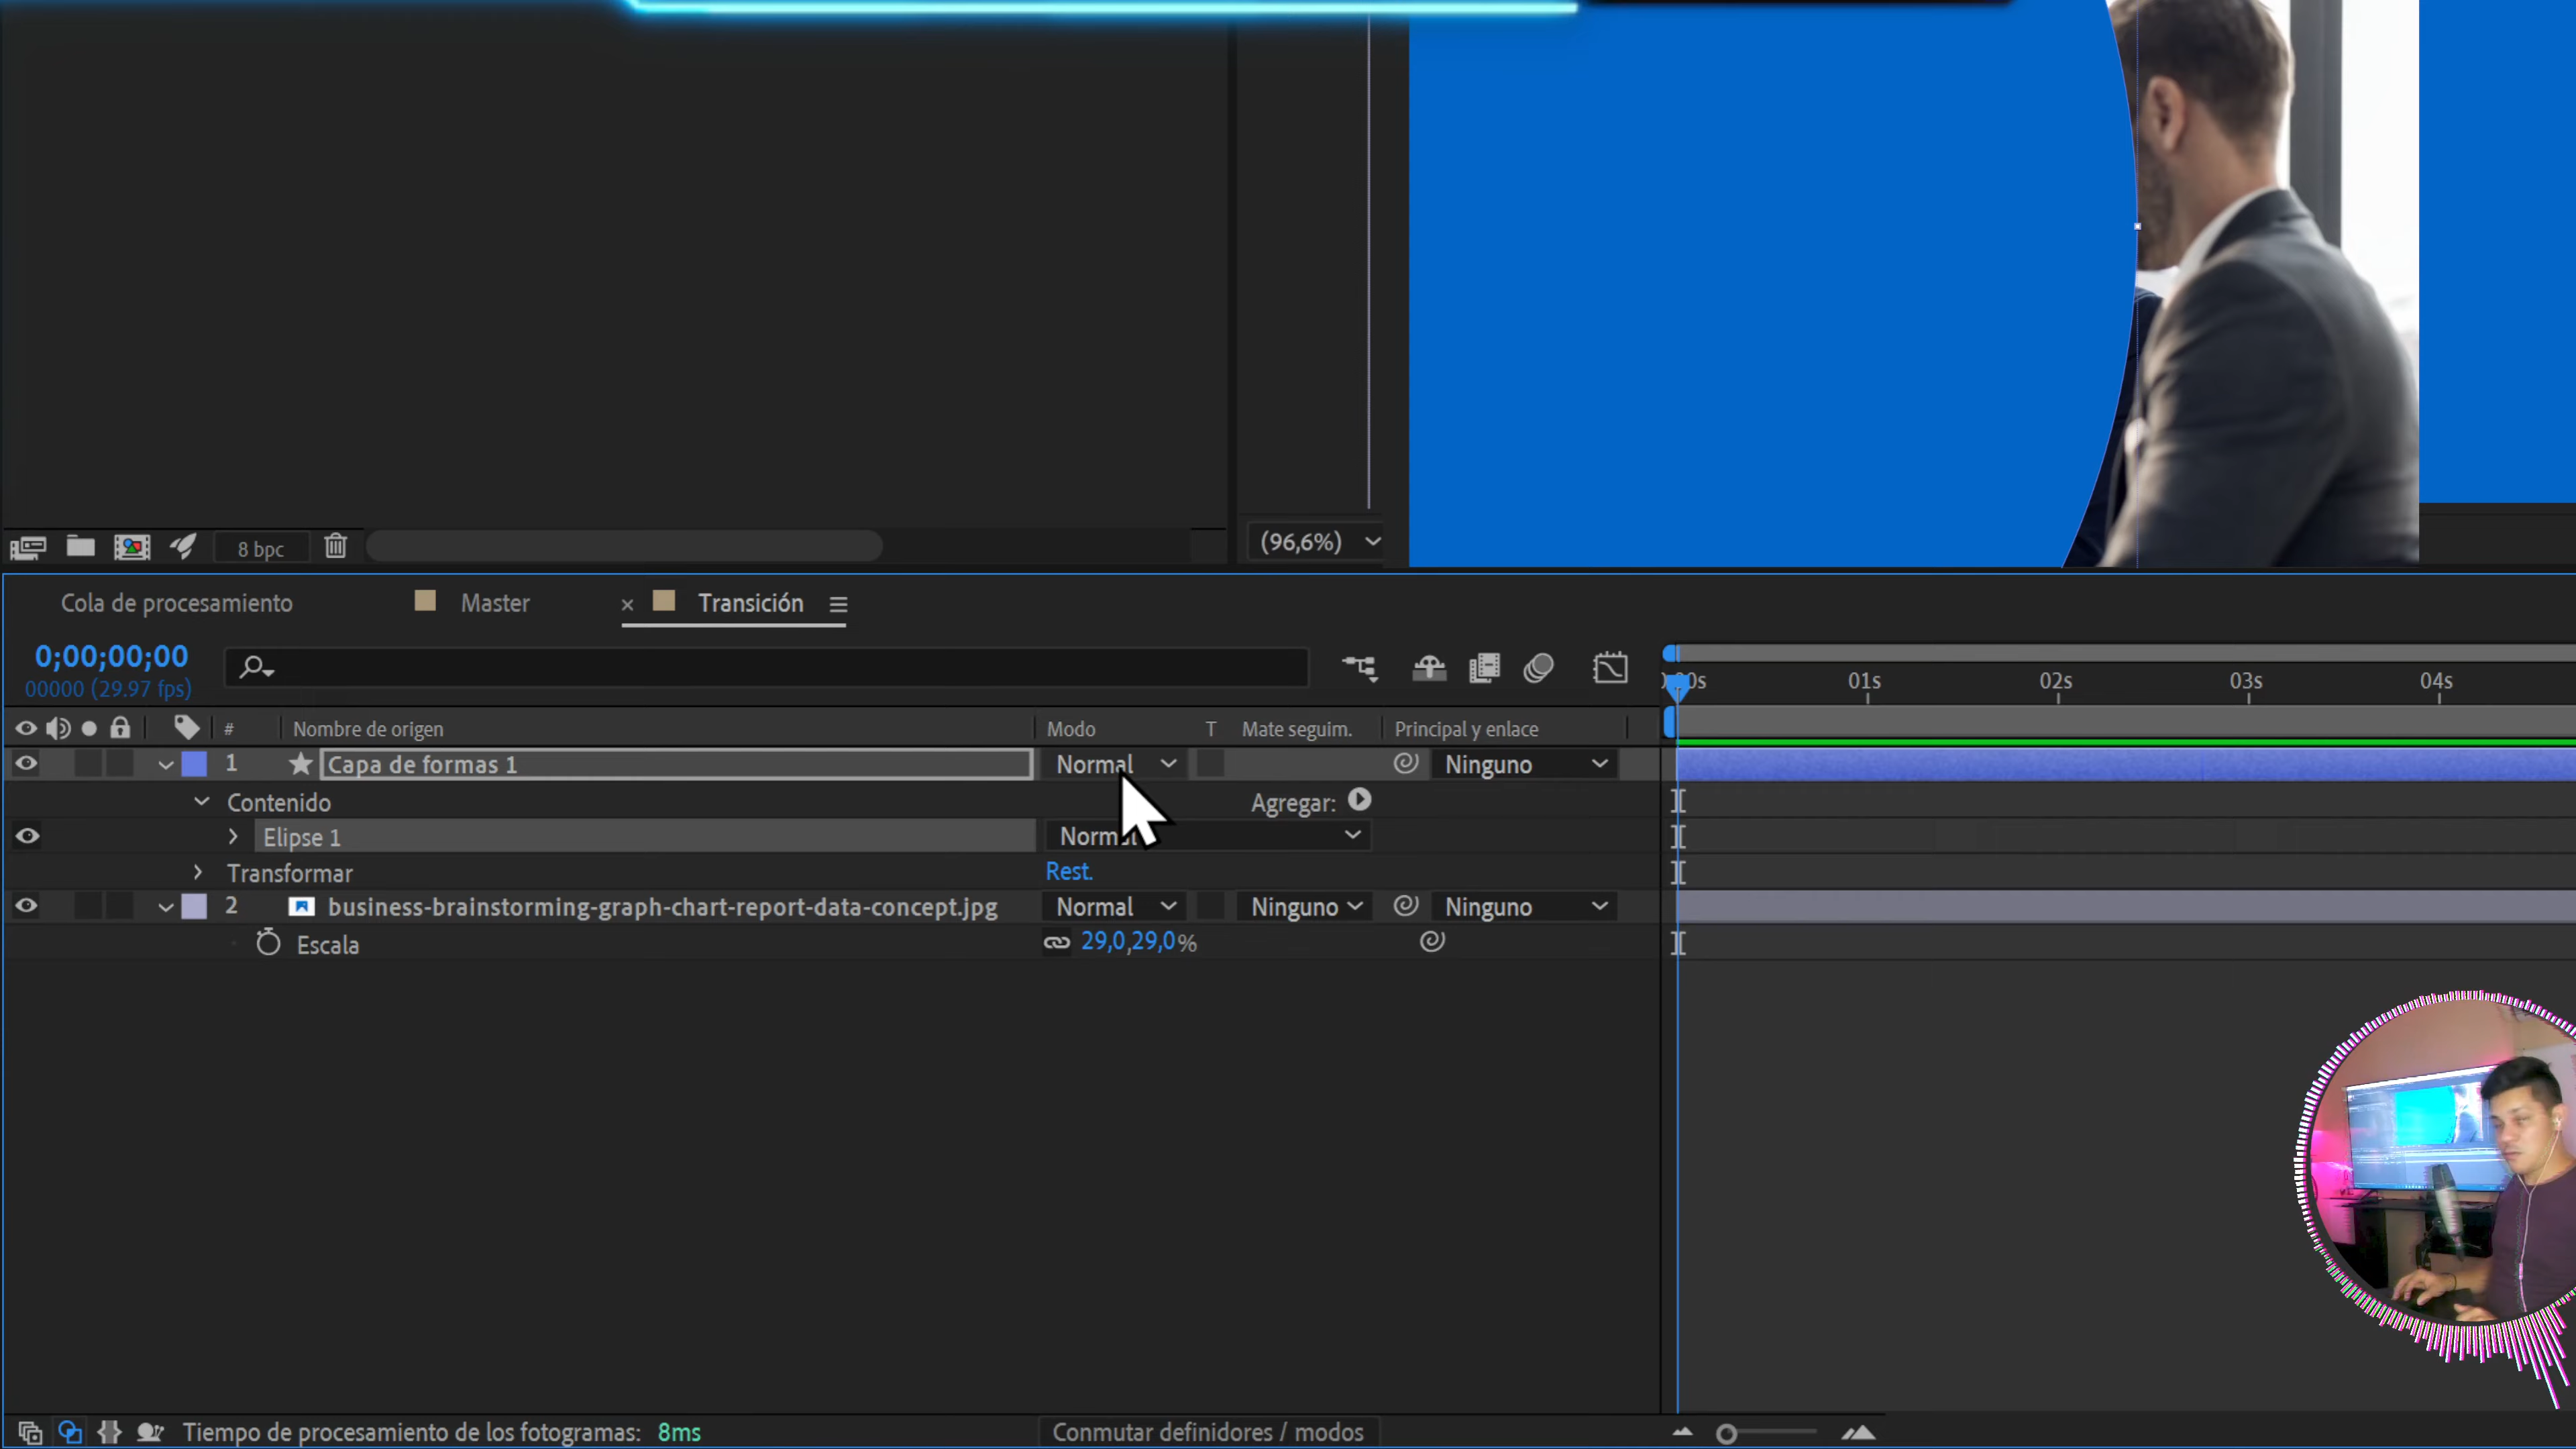 8 bpc
(96,6%)
Cola de procesamiento
Master
× Transición
0;00;00;00
00000 (29.97 fps)
01s 02s 03s 04s
# Nombre de origen Modo T Mate seguim. Principal y enlace
1 Capa de formas 1 Normal Ninguno
Contenido Agregar:
Elipse 1
Transformar Rest.
2 business-brainstorming-graph-chart-report-data-concept.jpg Normal Ninguno Ninguno
Escala 29,0,29,0%
Tiempo de procesamiento de los fotogramas: 8ms
Conmutar definidores / modos